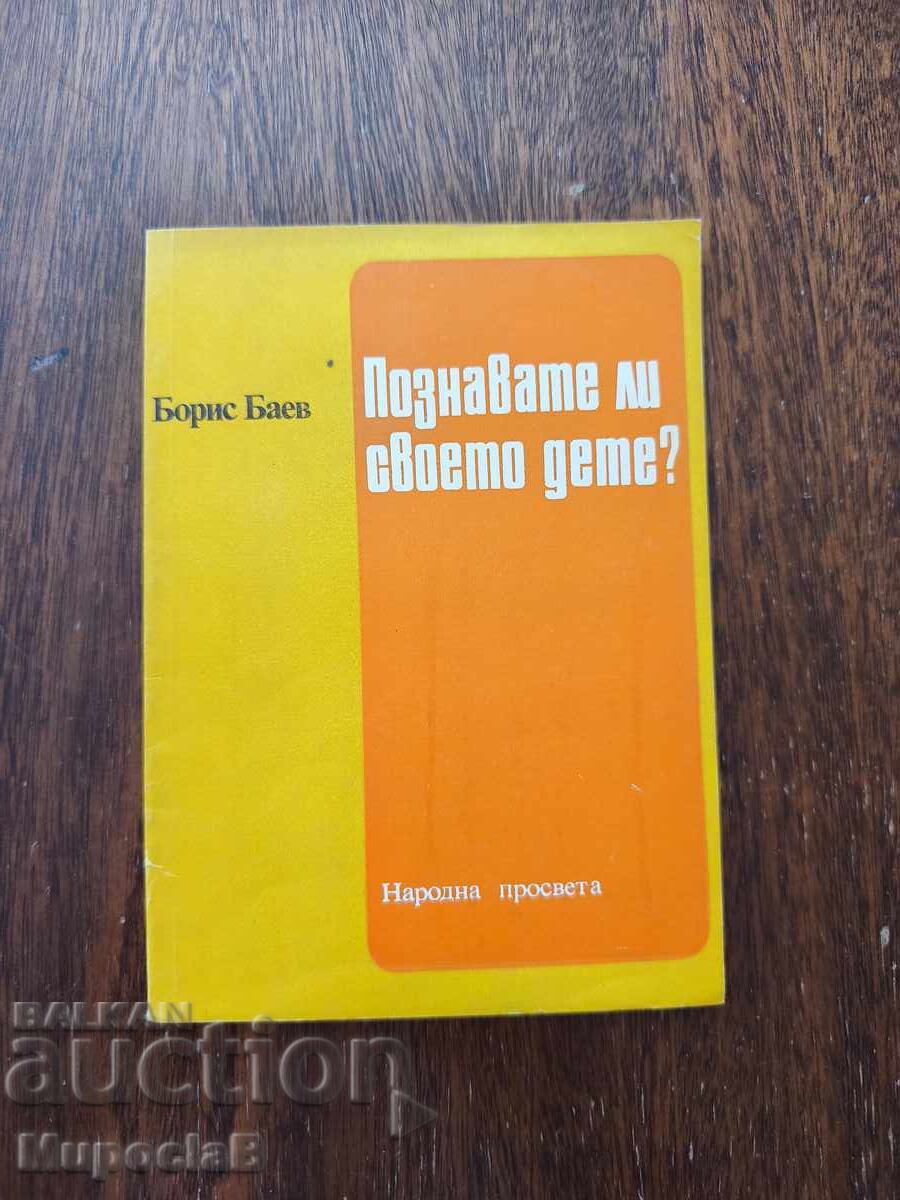 Борис Баев
Познавате ли
своето дете?
Народна просвета
BALKAN
auction
МиросlaB